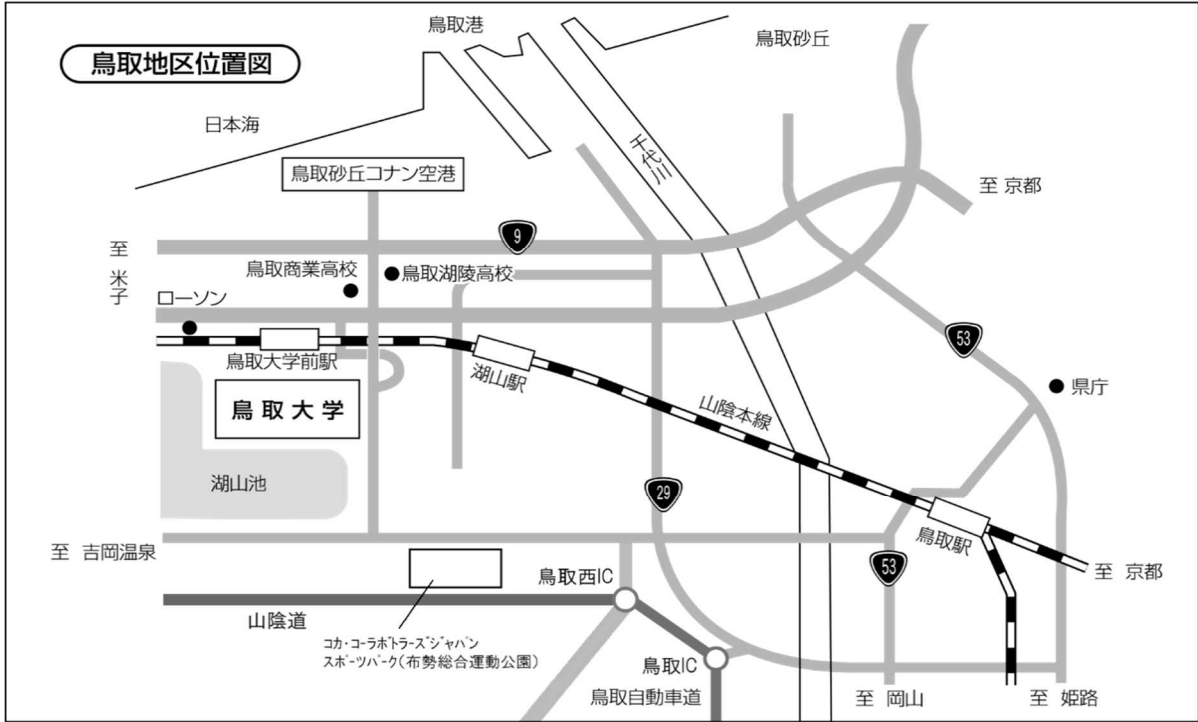 鳥取地区位置図
鳥取港
鳥取砂丘
日本海
千代川
鳥取砂丘コナン空港
至 京都
9
至 米子
鳥取商業高校
鳥取湖陵高校
ローソン
53
鳥取大学前駅
湖山駅
県庁
鳥取大学
山陰本線
湖山池
29
鳥取駅
至 吉岡温泉
鳥取西IC
53
至 京都
山陰道
コカ・コーラボトラーズジャパン
スポーツパーク(布勢総合運動公園)
鳥取IC
鳥取自動車道
至 岡山
至 姫路